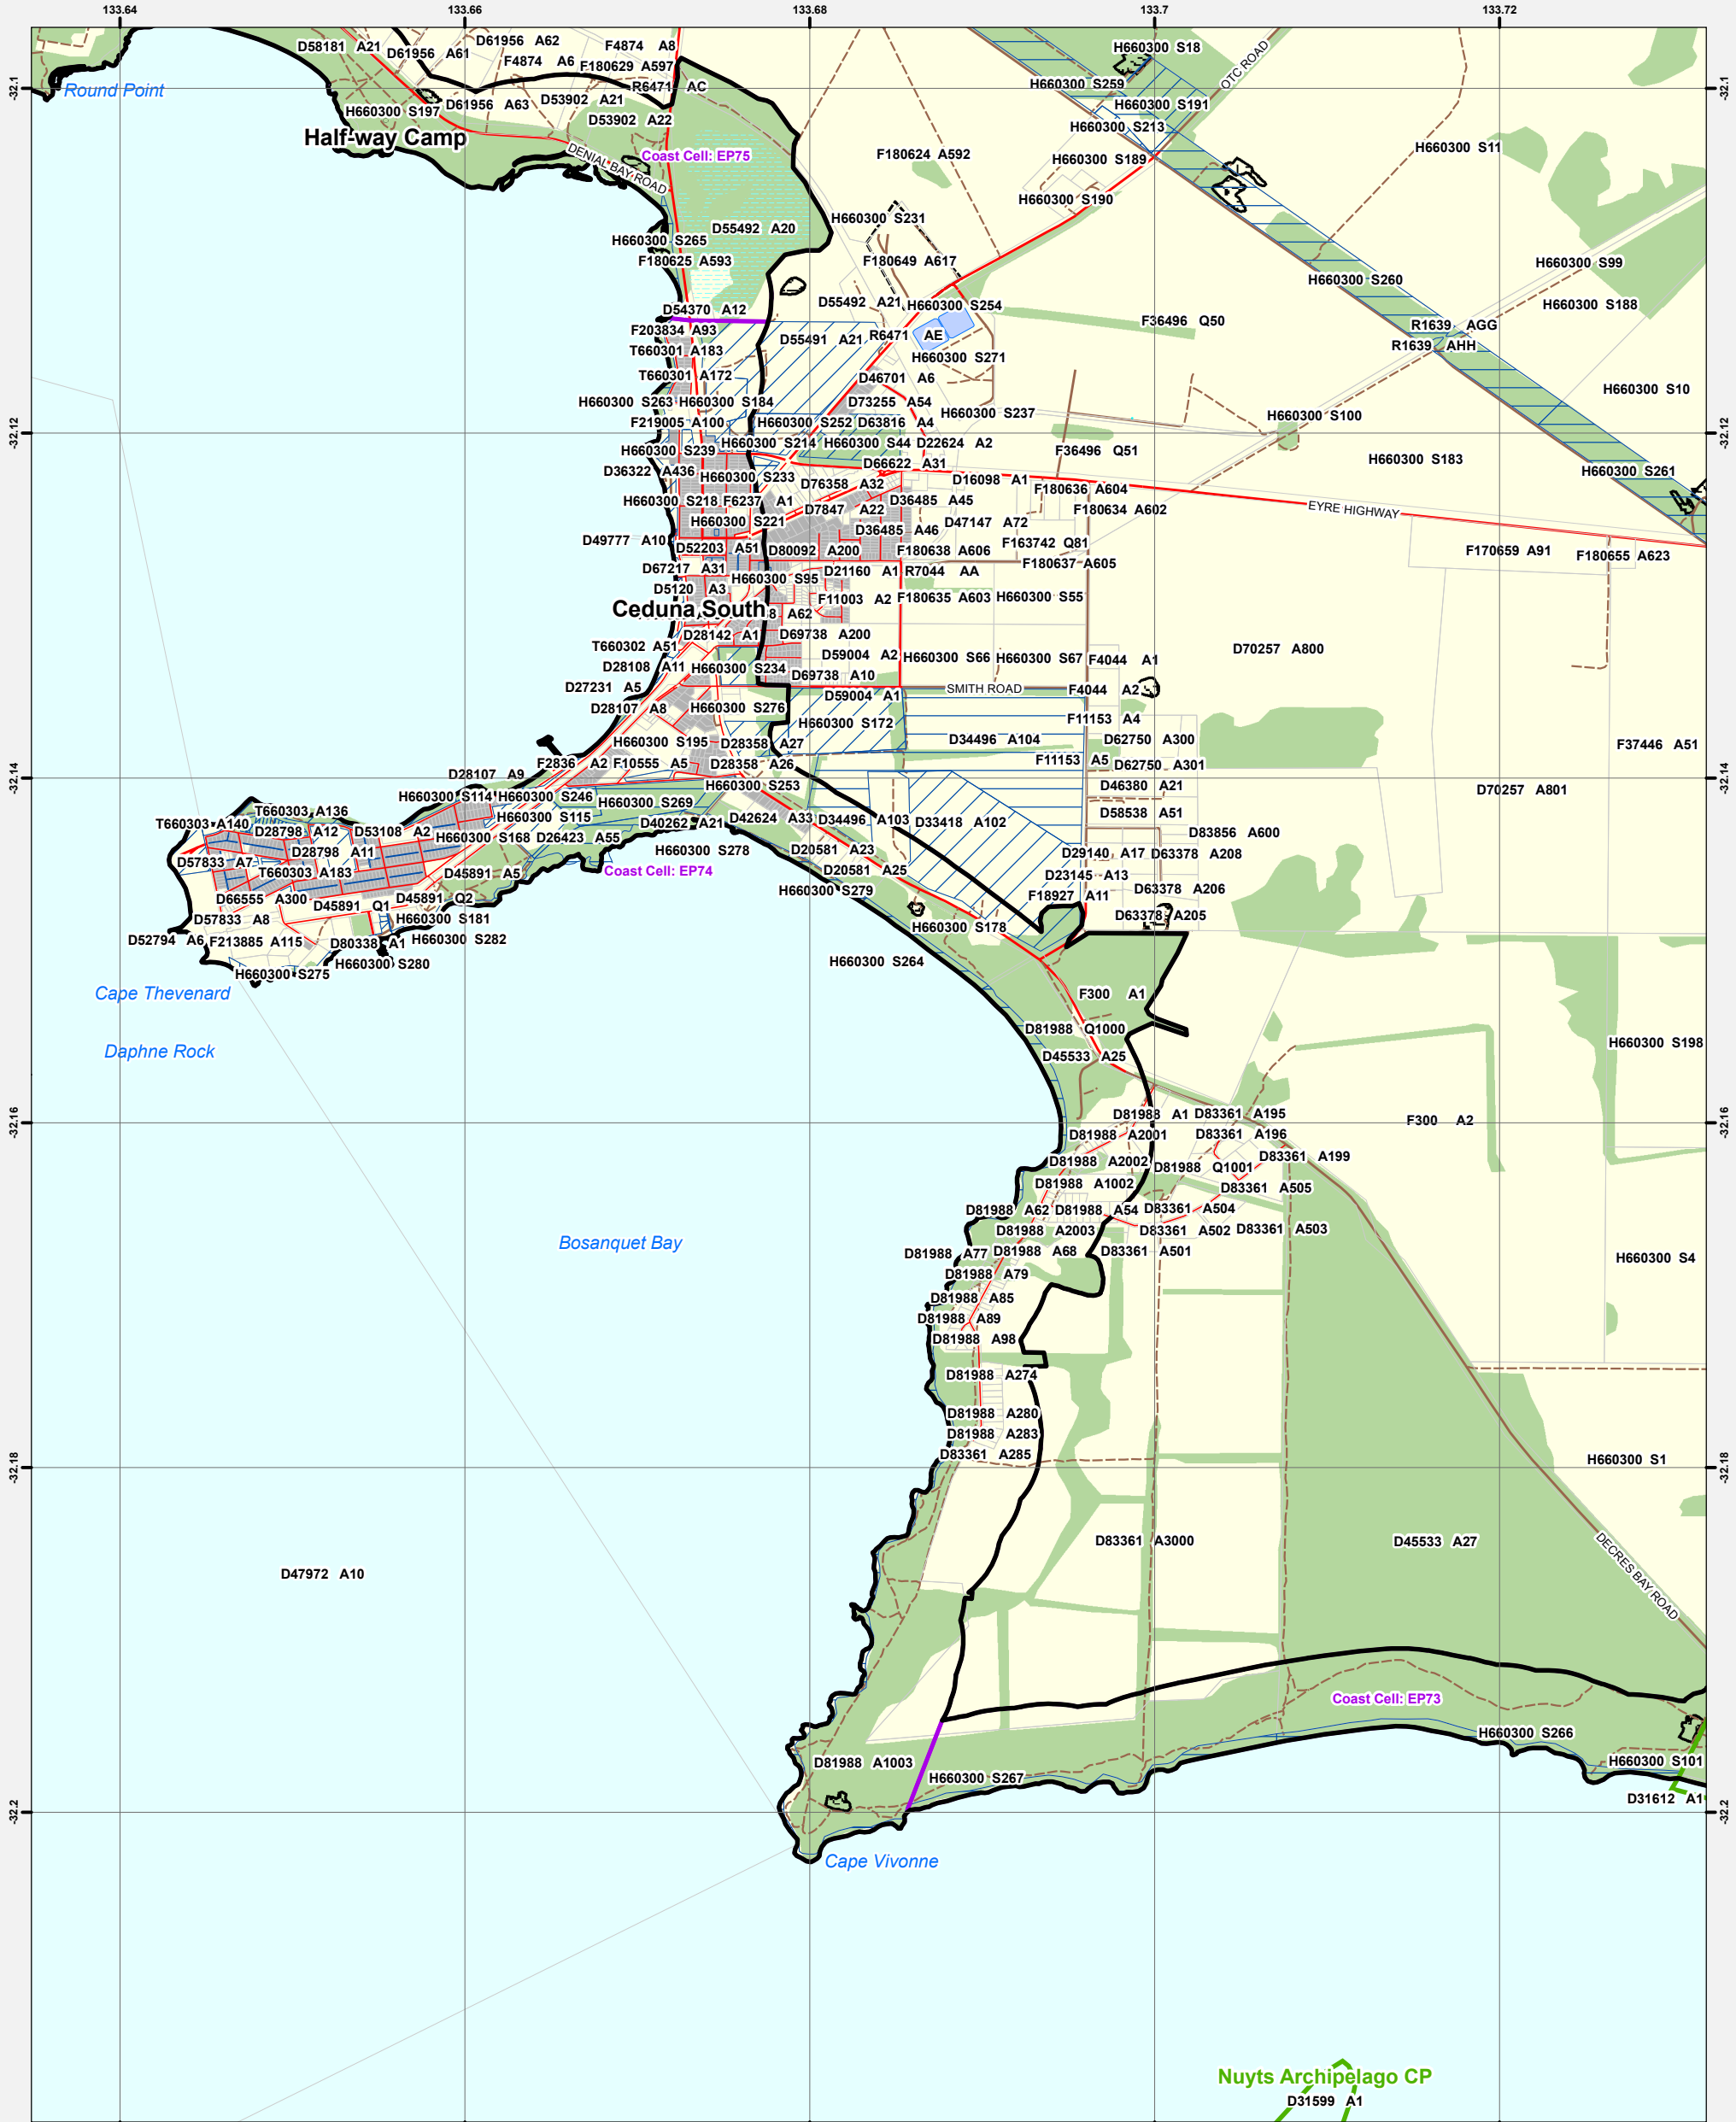 133.64 133.66 133.68 133.7 133.72
D58181 A21
D61956 A61
D61956 A62
F4874 A8
F4874 A6
F180629 A597
H660300 S18
OTC ROAD
-32.1
-32.1
Round Point
R6471 AC
H660300 S259
H660300 S197
D61956 A63
D53902 A21
H660300 S191
D53902 A22
H660300 S213
Half-way Camp
DENIAL BAY ROAD
Coast Cell: EP75
F180624 A592
H660300 S189
H660300 S11
H660300 S190
H660300 S231
D55492 A20
H660300 S265
F180625 A593
F180649 A617
H660300 S99
H660300 S260
D54370 A12
D55492 A21
H660300 S254
H660300 S188
F203834 A93
D55491 A21
R6471 AE
F36496 Q50
R1639 AGG
T660301 A183
H660300 S271
R1639 AHH
T660301 A172
D46701 A6
H660300 S10
H660300 S263
H660300 S184
D73255 A54
H660300 S237
H660300 S100
F219005 A100
H660300 S252
D63816 A4
-32.12
-32.12
H660300 S214
H660300 S44
D22624 A2
H660300 S239
F36496 Q51
H660300 S183
D36322 A436
H660300 S233
D66622 A31
H660300 S261
D76358 A32
D16098 A1
F180636 A604
H660300 S218
F6237 A1
D7847 A22
D36485 A45
F180634 A602
EYRE HIGHWAY
H660300 S221
D36485 A46
D47147 A72
D49777 A10
D52203 A51
D80092 A200
F180638 A606
F163742 Q81
F170659 A91
F180655 A623
D67217 A31
H660300 S95
D21160 A1
R7044 AA
F180637 A605
D5120 A3
F11003 A2
F180635 A603
H660300 S55
Ceduna South
8 A62
D28142 A1
D69738 A200
T660302 A51
D59004 A2
H660300 S66
H660300 S67
F4044 A1
D70257 A800
D28108 A11
H660300 S234
D69738 A10
D27231 A5
D59004 A1
SMITH ROAD
F4044 A2
D28107 A8
H660300 S276
H660300 S172
F11153 A4
H660300 S195
D28358 A27
D34496 A104
D62750 A300
F37446 A51
F2836 A2
F10555 A5
D28358 A26
F11153 A5
D62750 A301
D28107 A9
-32.14
-32.14
H660300 S253
D46380 A21
D70257 A801
H660300 S114
H660300 S246
H660300 S269
T660303 A136
H660300 S115
D42624 A33
D34496 A103
D33418 A102
D58538 A51
T660303 A140
D28798 A12
D53108 A2
H660300 S168
D26423 A55
D40262 A21
D83856 A600
D28798 A11
H660300 S278
D20581 A23
D29140 A17
D63378 A208
D57833 A7
T660303 A183
D45891 A5
Coast Cell: EP74
D20581 A25
D23145 A13
D66555 A300
D45891 Q2
H660300 S279
F18927 A11
D63378 A206
D45891 Q1
D57833 A8
H660300 S181
D63378 A205
D52794 A6
F213885 A115
D80338 A1
H660300 S282
H660300 S178
H660300 S280
H660300 S275
H660300 S264
Cape Thevenard
F300 A1
D81988 Q1000
Daphne Rock
D45533 A25
H660300 S198
-32.16
-32.16
D81988 A1
D83361 A195
F300 A2
D81988 A2001
D83361 A196
D81988 A2002
D81988 Q1001
D83361 A199
D81988 A1002
D83361 A505
D81988 A62
D81988 A54
D83361 A504
D81988 A2003
D83361 A502
D83361 A503
Bosanquet Bay
D81988 A77
D81988 A68
D83361 A501
H660300 S4
D81988 A79
D81988 A85
D81988 A89
D81988 A98
D81988 A274
D81988 A280
D81988 A283
D83361 A285
H660300 S1
-32.18
-32.18
D83361 A3000
D45533 A27
DECRES BAY ROAD
D47972 A10
Coast Cell: EP73
H660300 S266
D81988 A1003
H660300 S101
H660300 S267
D31612 A1
-32.2
-32.2
Cape Vivonne
Nuyts Archipelago CP
D31599 A1